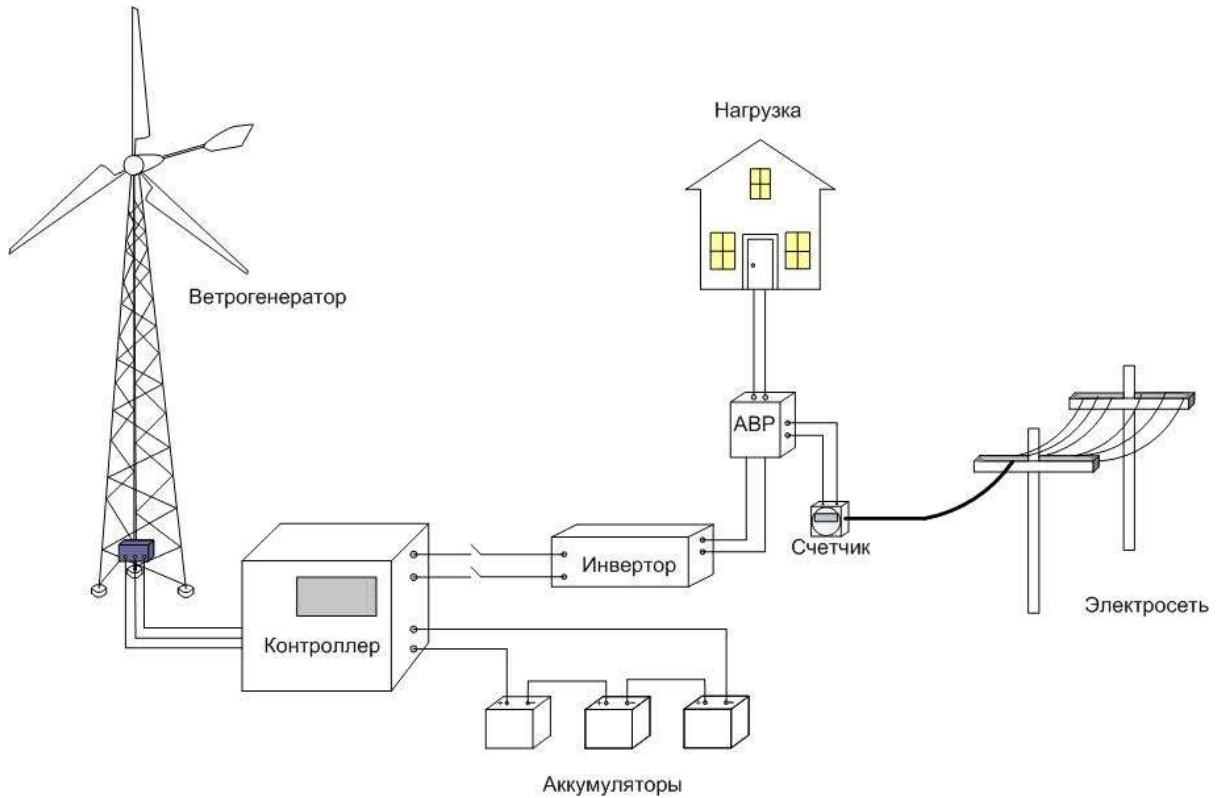 Нагрузка
Ветрогенератор
АВР
Счетчик
Инвертор
Электросеть
Контроллер
Аккумуляторы